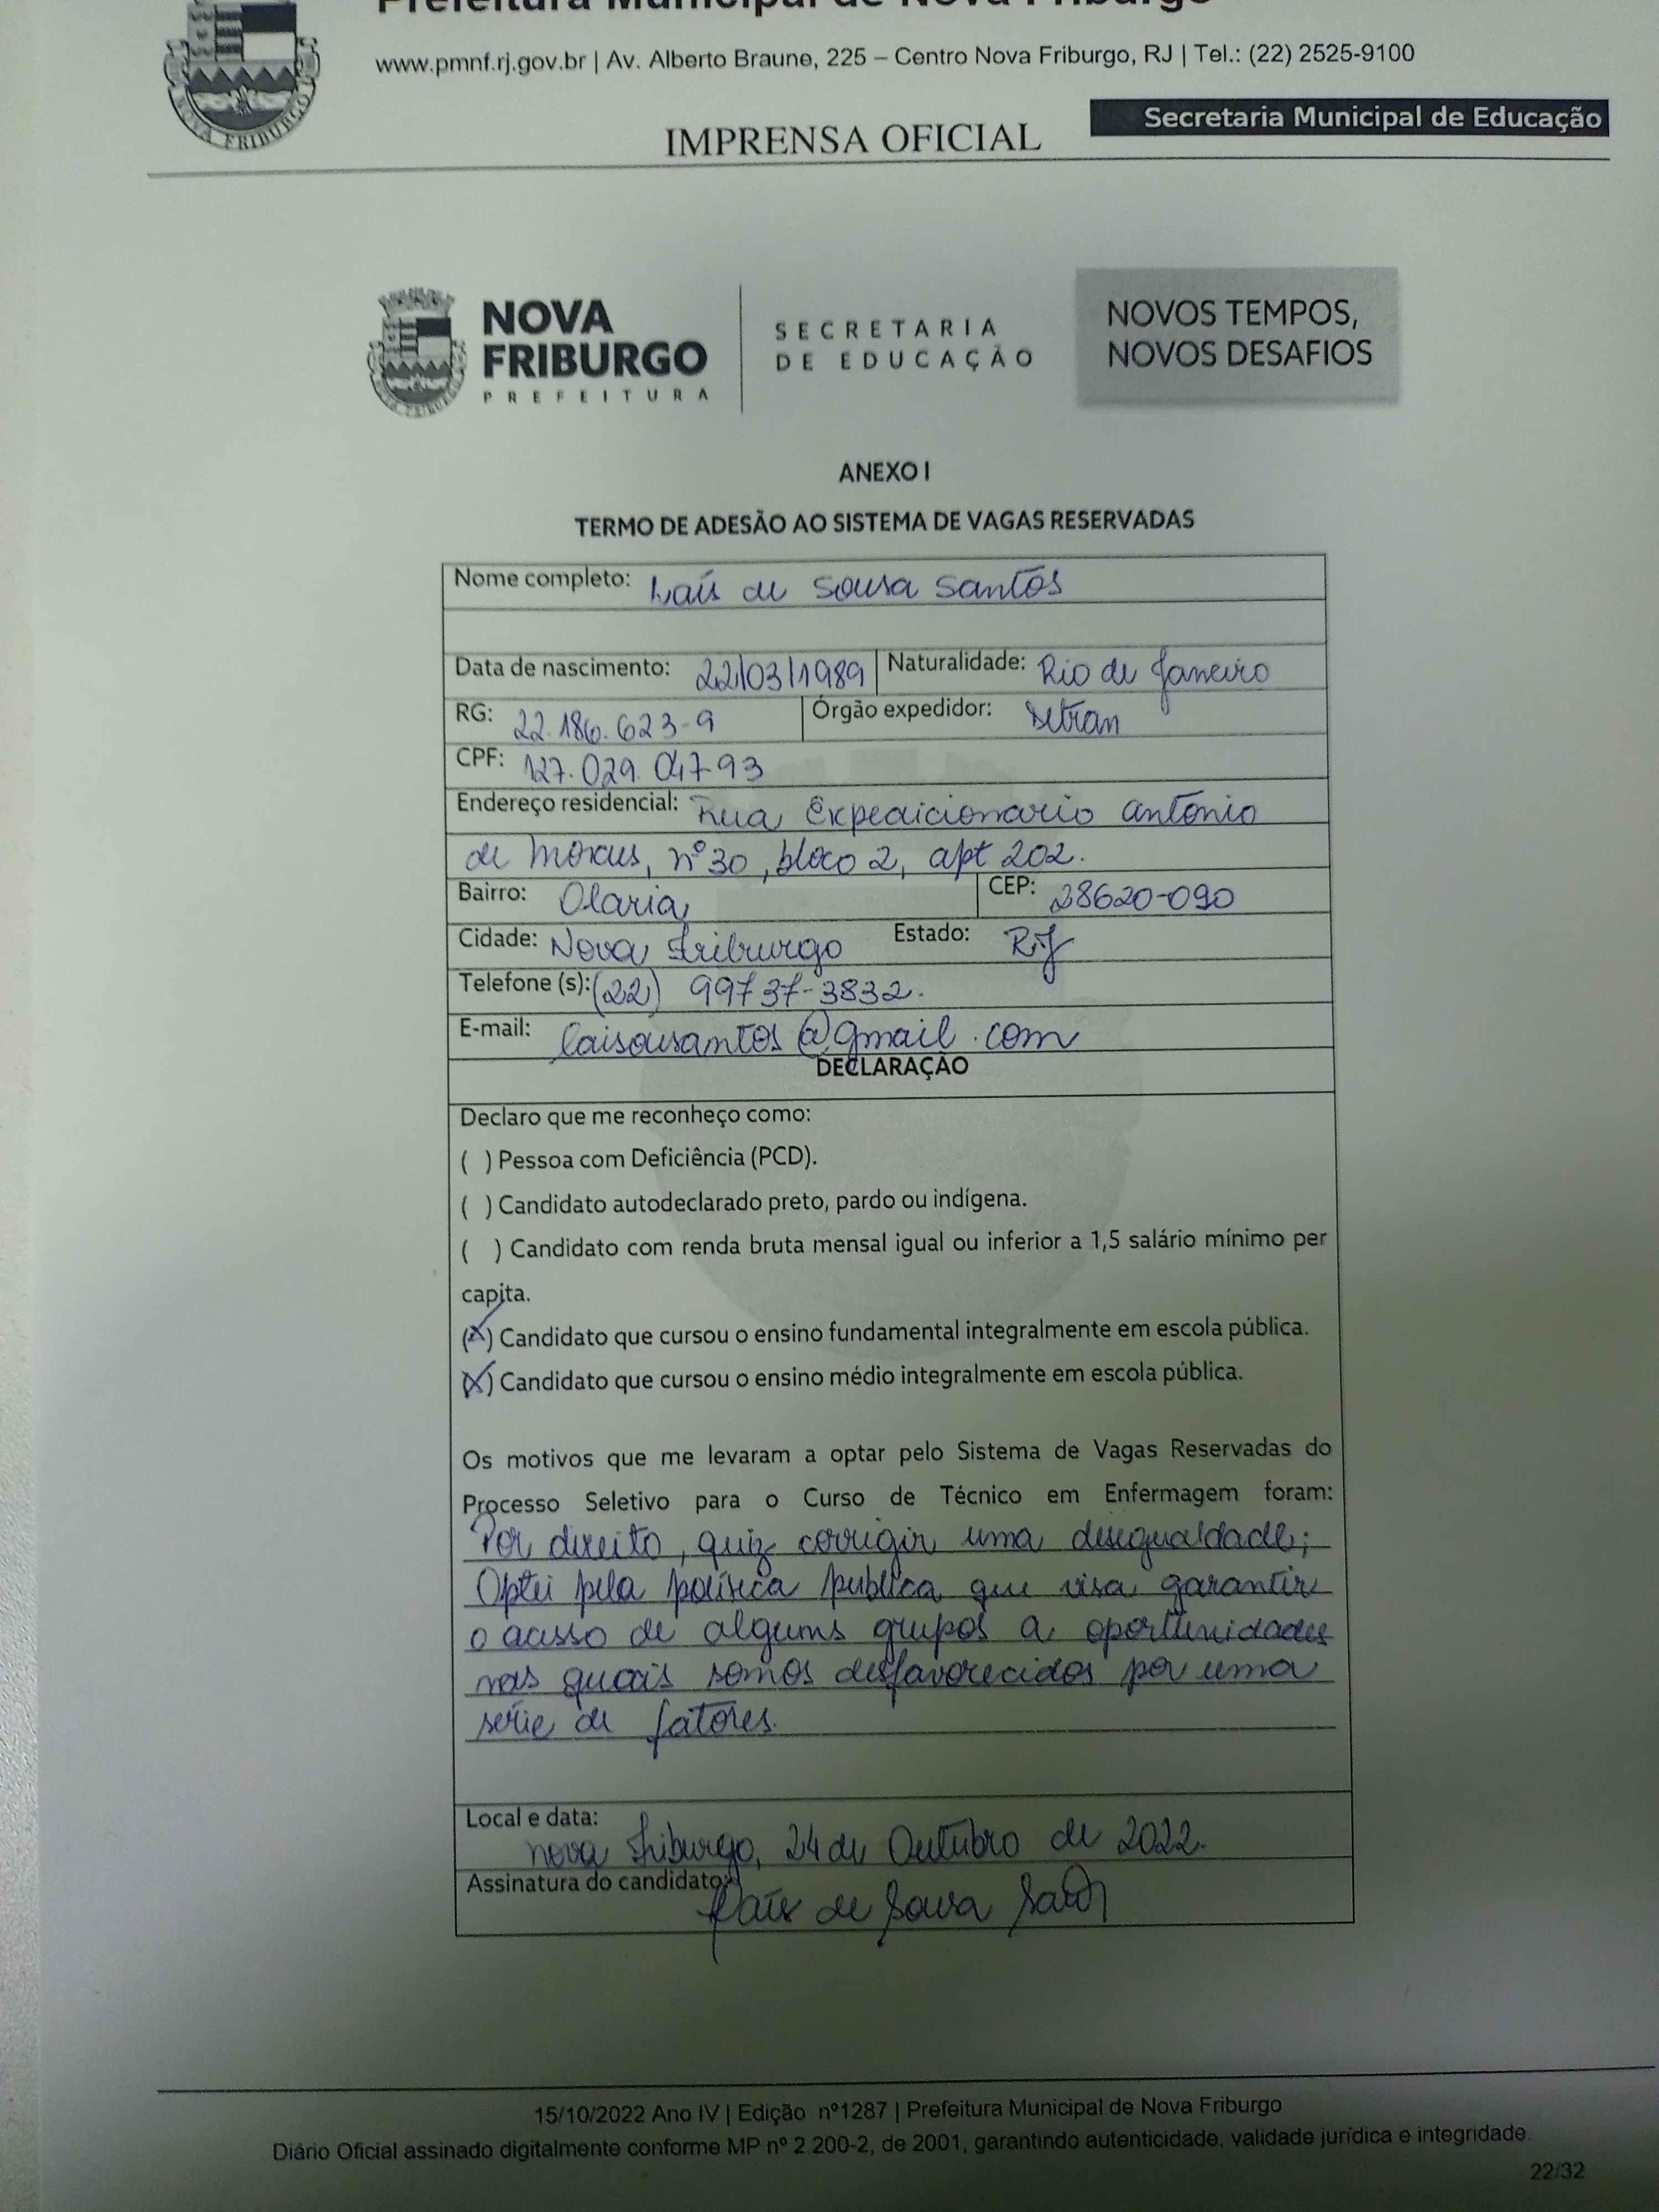 Prefeitura Municipal de Nova Friburgo
www.pmnf.rj.gov.br | Av. Alberto Braune, 225 – Centro Nova Friburgo, RJ | Tel.: (22) 2525-9100
Secretaria Municipal de Educação
IMPRENSA OFICIAL
NOVA FRIBURGO
NOVA
FRIBURGO
PREFEITURA
SECRETARIA
DE EDUCAÇÃO
NOVOS TEMPOS,
NOVOS DESAFIOS
ANEXO I
TERMO DE ADESÃO AO SISTEMA DE VAGAS RESERVADAS
Nome completo: Laís de Sousa Santos
Data de nascimento: 22/03/1989 Naturalidade: Rio de Janeiro
RG: 22.186.623-9 Órgão expedidor: Detran
CPF: 127.029.047-93
Endereço residencial: Rua Expedicionario Antônio
de Moraes, nº 30, bloco 2, apt 202.
Bairro: Olaria CEP: 28620-090
Cidade: Nova Friburgo Estado: RJ
Telefone (s): (22) 99737-3832.
E-mail: laisousantos@gmail.com
DECLARAÇÃO
Declaro que me reconheço como:
( ) Pessoa com Deficiência (PCD).
( ) Candidato autodeclarado preto, pardo ou indígena.
( ) Candidato com renda bruta mensal igual ou inferior a 1,5 salário mínimo per
capita.
(X) Candidato que cursou o ensino fundamental integralmente em escola pública.
(X) Candidato que cursou o ensino médio integralmente em escola pública.
Os motivos que me levaram a optar pelo Sistema de Vagas Reservadas do
Processo Seletivo para o Curso de Técnico em Enfermagem foram:
Por direito, quiz corrigir uma desegualdade;
Optei pela política publica que visa garantir
o acesso de alguns grupos a oportunidades
nas quais somos desfavorecidos por uma
série de fatores.
Local e data:
Nova Friburgo, 24 de Outubro de 2022.
Assinatura do candidato: Laís de Sousa Santos
15/10/2022 Ano IV | Edição nº1287 | Prefeitura Municipal de Nova Friburgo
Diário Oficial assinado digitalmente conforme MP nº 2.200-2, de 2001, garantindo autenticidade, validade jurídica e integridade.
22/32